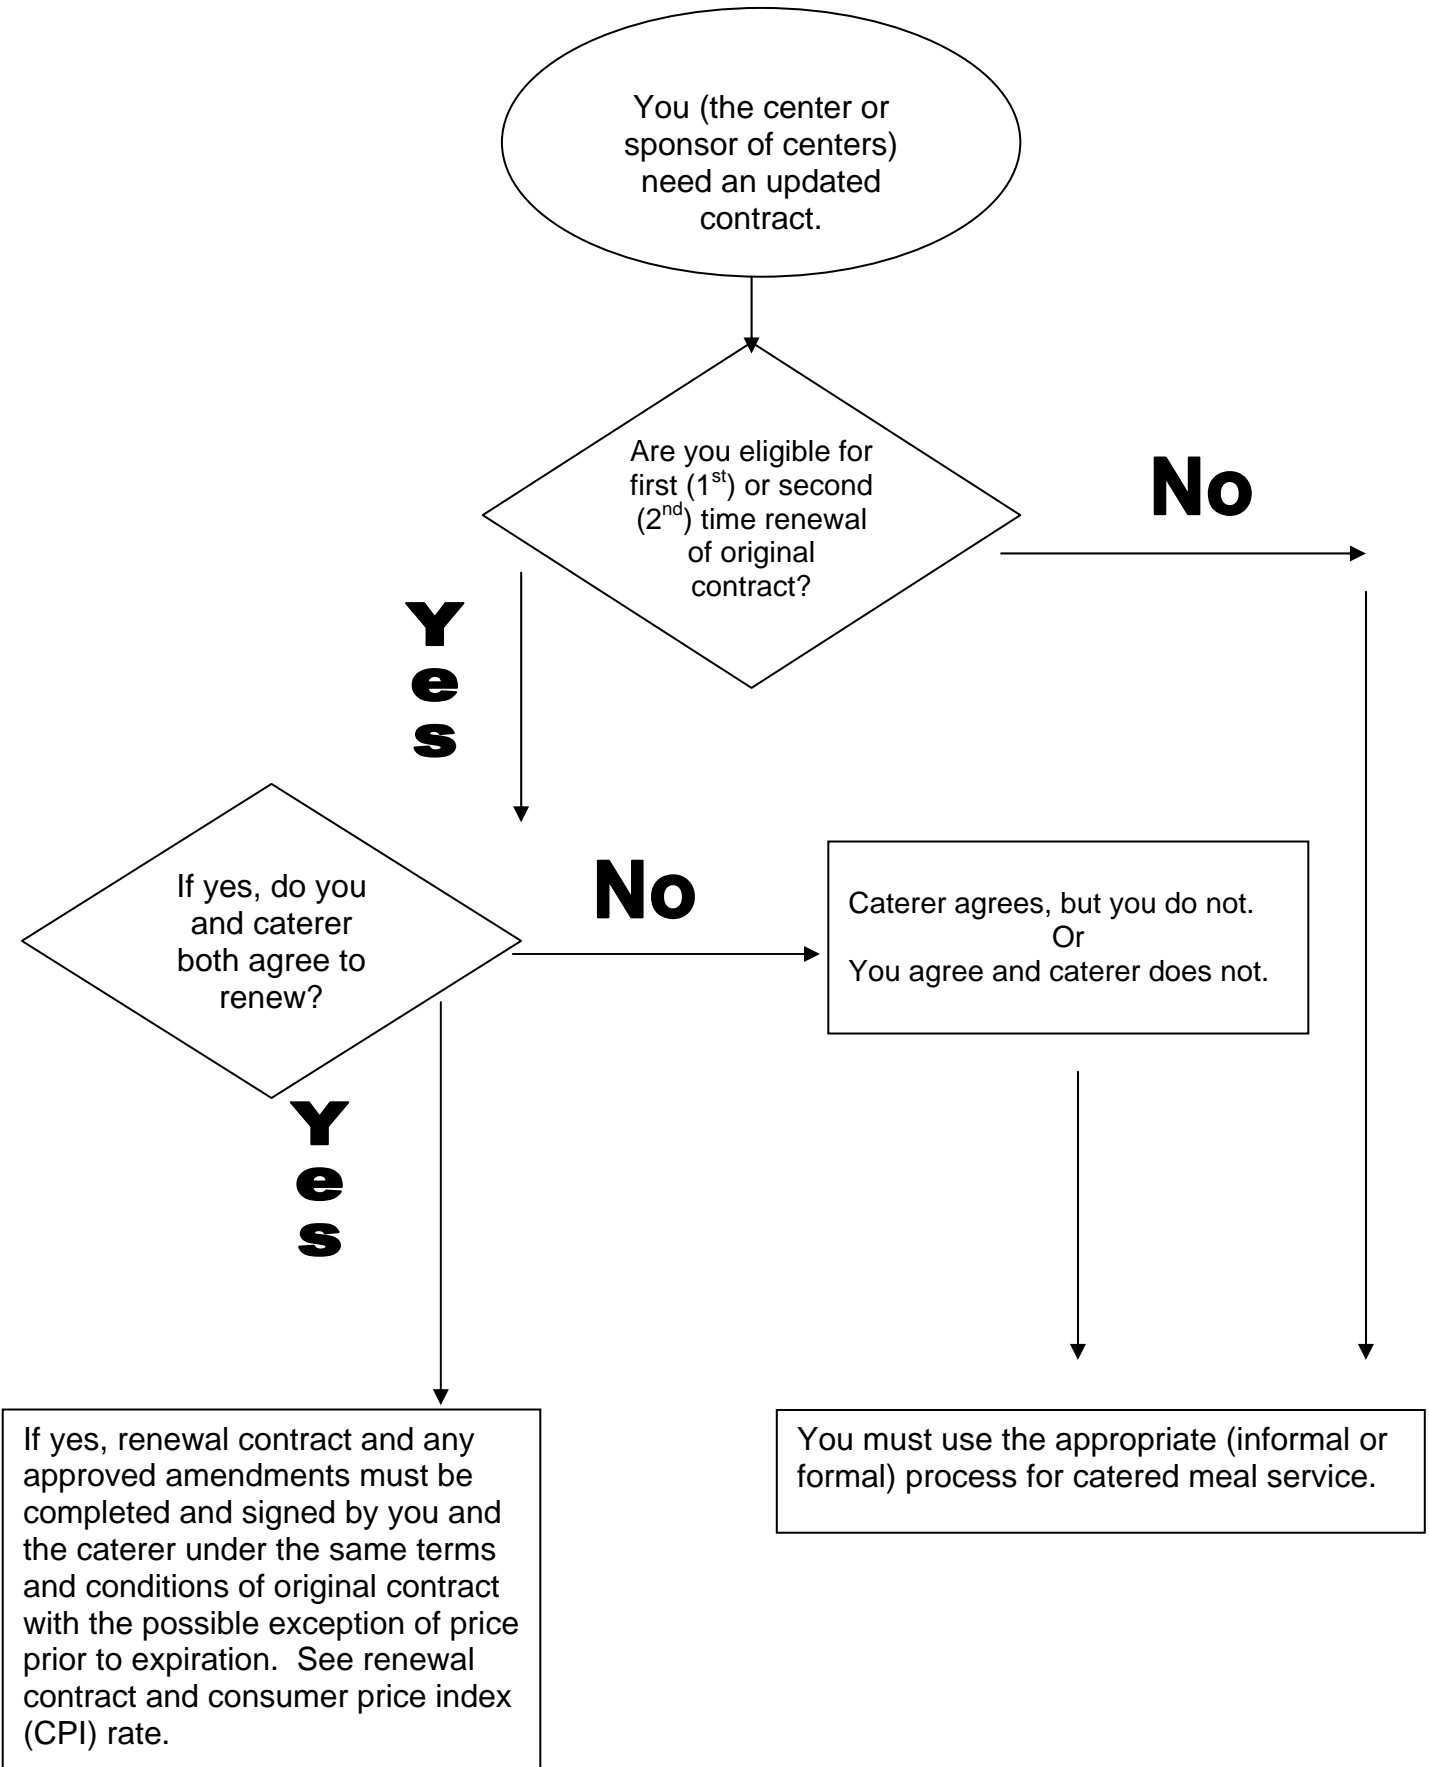 You (the center or
sponsor of centers)
need an updated
contract.
Are you eligible for
first (1st) or second
(2nd) time renewal
of original
contract?
No
Yes
If yes, do you
and caterer
both agree to
renew?
No
Caterer agrees, but you do not.
Or
You agree and caterer does not.
Yes
If yes, renewal contract and any
approved amendments must be
completed and signed by you and
the caterer under the same terms
and conditions of original contract
with the possible exception of price
prior to expiration.  See renewal
contract and consumer price index
(CPI) rate.
You must use the appropriate (informal or
formal) process for catered meal service.